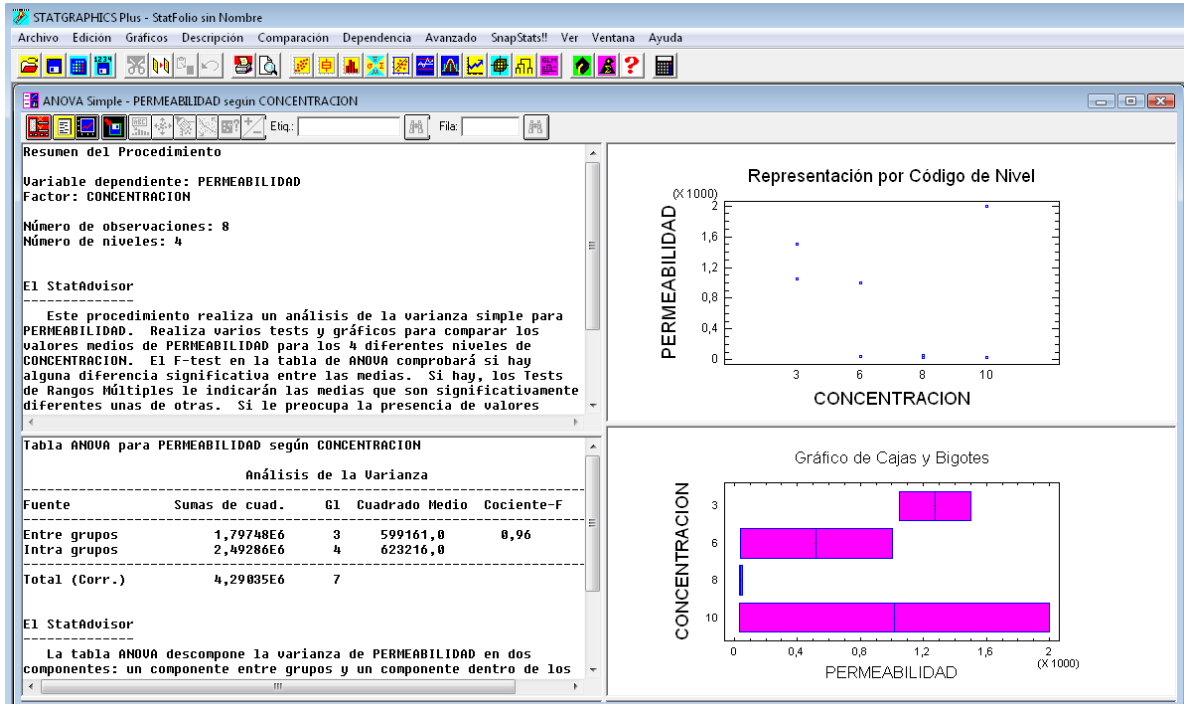 STATGRAPHICS Plus - StatFolio sin Nombre
Archivo Edición Gráficos Descripción Comparación Dependencia Avanzado SnapStats!! Ver Ventana Ayuda
ANOVA Simple - PERMEABILIDAD según CONCENTRACION
Etiq.: Fila:
Resumen del Procedimiento
Variable dependiente: PERMEABILIDAD
Factor: CONCENTRACION
Número de observaciones: 8
Número de niveles: 4
El StatAdvisor
--------------
Este procedimiento realiza un análisis de la varianza simple para
PERMEABILIDAD. Realiza varios tests y gráficos para comparar los
valores medios de PERMEABILIDAD para los 4 diferentes niveles de
CONCENTRACION. El F-test en la tabla de ANOVA comprobará si hay
alguna diferencia significativa entre las medias. Si hay, los Tests
de Rangos Múltiples le indicarán las medias que son significativamente
diferentes unas de otras. Si le preocupa la presencia de valores
Representación por Código de Nivel
(X 1000)
PERMEABILIDAD
2
1,6
1,2
0,8
0,4
0
3 6 8 10
CONCENTRACION
Tabla ANOVA para PERMEABILIDAD según CONCENTRACION
Análisis de la Varianza
Fuente Sumas de cuad. Gl Cuadrado Medio Cociente-F
Entre grupos 1,79748E6 3 599161,0 0,96
Intra grupos 2,49286E6 4 623216,0
Total (Corr.) 4,29035E6 7
El StatAdvisor
--------------
La tabla ANOVA descompone la varianza de PERMEABILIDAD en dos
componentes: un componente entre grupos y un componente dentro de los
Gráfico de Cajas y Bigotes
CONCENTRACION
3
6
8
10
0 0,4 0,8 1,2 1,6 2
(X 1000)
PERMEABILIDAD